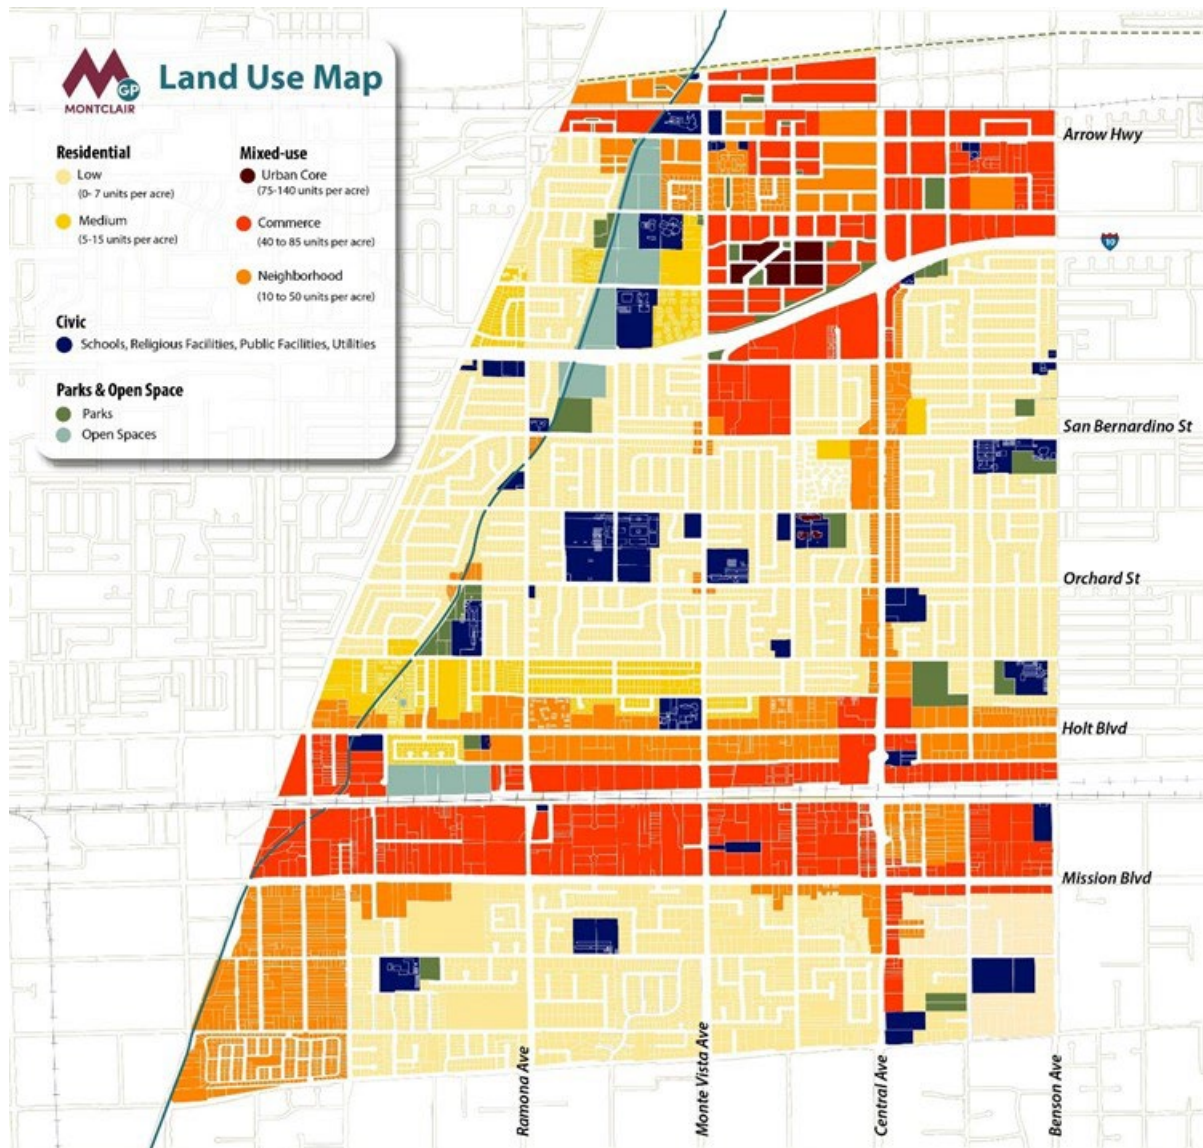 M
GP
MONTCLAIR
Land Use Map
Residential
Low
(0- 7 units per acre)
Medium
(5-15 units per acre)
Mixed-use
Urban Core
(75-140 units per acre)
Commerce
(40 to 85 units per acre)
Neighborhood
(10 to 50 units per acre)
Civic
Schools, Religious Facilities, Public Facilities, Utilities
Parks & Open Space
Parks
Open Spaces
Arrow Hwy
10
San Bernardino St
Orchard St
Holt Blvd
Mission Blvd
Ramona Ave
Monte Vista Ave
Central Ave
Benson Ave